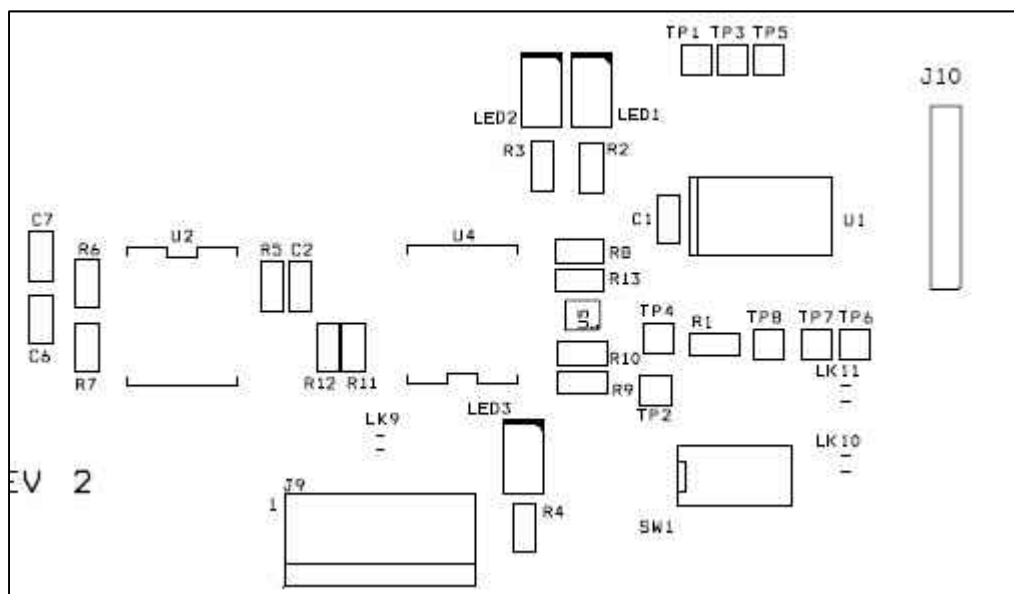 TP1 TP3 TP5
J10
LED2
LED1
R3
R2
C7
U2
U4
C1
U1
R6
R5 C2
R8
R13
U5
TP4
R1
TP8
TP7 TP6
C6
R7
R12 R11
R10
R9
LK11
LED3
TP2
LK9
LK10
EV 2
J9
1
R4
SW1